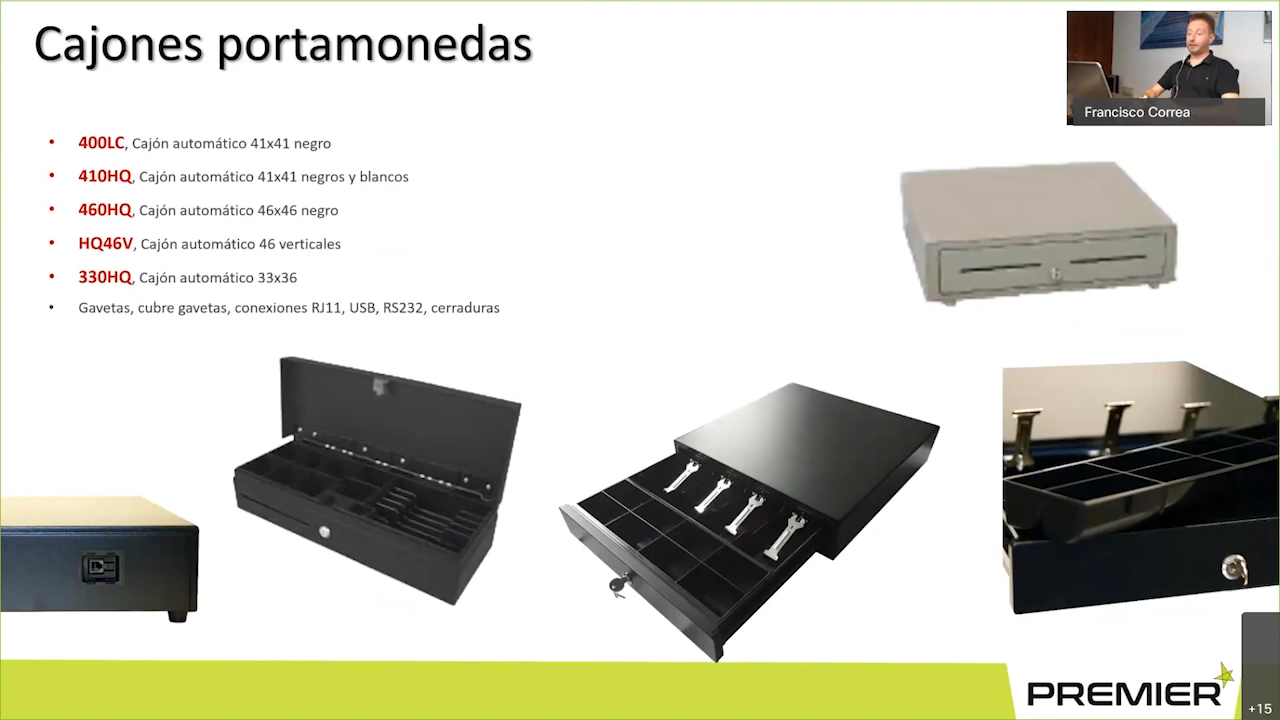 Cajones portamonedas
Francisco Correa
• 400LC, Cajón automático 41x41 negro
• 410HQ, Cajón automático 41x41 negros y blancos
• 460HQ, Cajón automático 46x46 negro
• HQ46V, Cajón automático 46 verticales
• 330HQ, Cajón automático 33x36
• Gavetas, cubre gavetas, conexiones RJ11, USB, RS232, cerraduras
PREMIER
+15